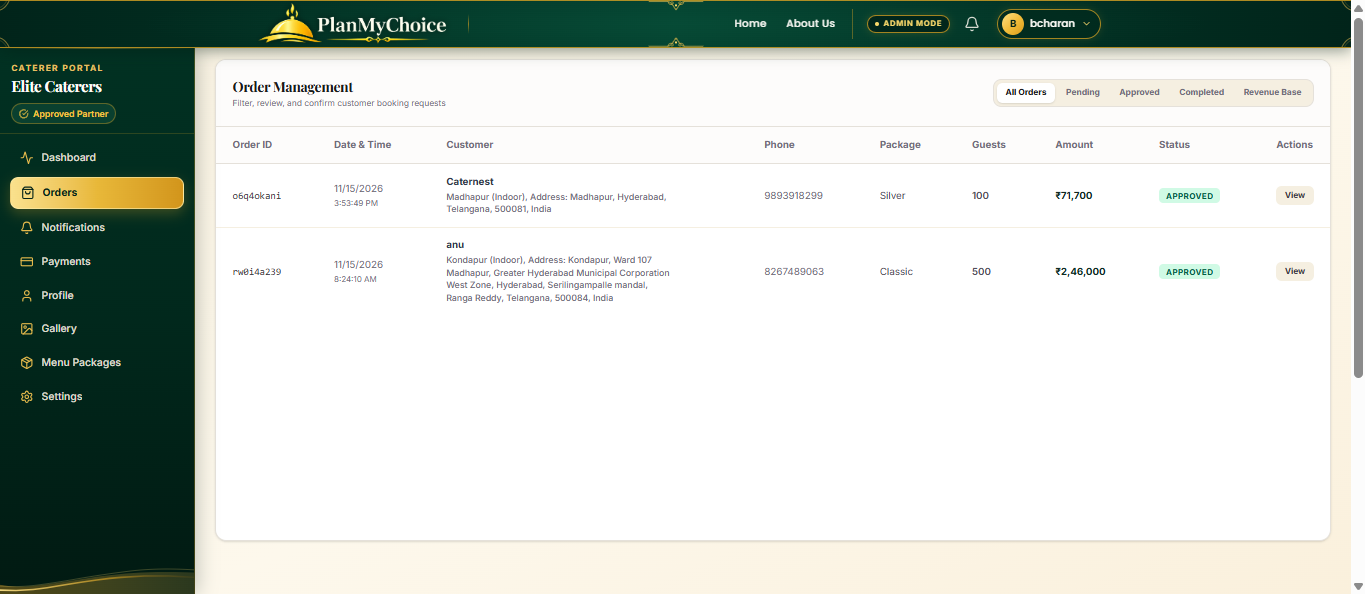 PlanMyChoice
Home
About Us
ADMIN MODE
B
bcharan
CATERER PORTAL
Elite Caterers
Approved Partner
Dashboard
Orders
Notifications
Payments
Profile
Gallery
Menu Packages
Settings
Order Management
Filter, review, and confirm customer booking requests
All Orders
Pending
Approved
Completed
Revenue Base
Order ID
Date & Time
Customer
Phone
Package
Guests
Amount
Status
Actions
o6q4okani
11/15/2026
3:53:49 PM
Caternest
Madhapur (Indoor), Address: Madhapur, Hyderabad,
Telangana, 500081, India
9893918299
Silver
100
₹71,700
APPROVED
View
rw0i4a239
11/15/2026
8:24:10 AM
anu
Kondapur (Indoor), Address: Kondapur, Ward 107
Madhapur, Greater Hyderabad Municipal Corporation
West Zone, Hyderabad, Serilingampalle mandal,
Ranga Reddy, Telangana, 500084, India
8267489063
Classic
500
₹2,46,000
APPROVED
View